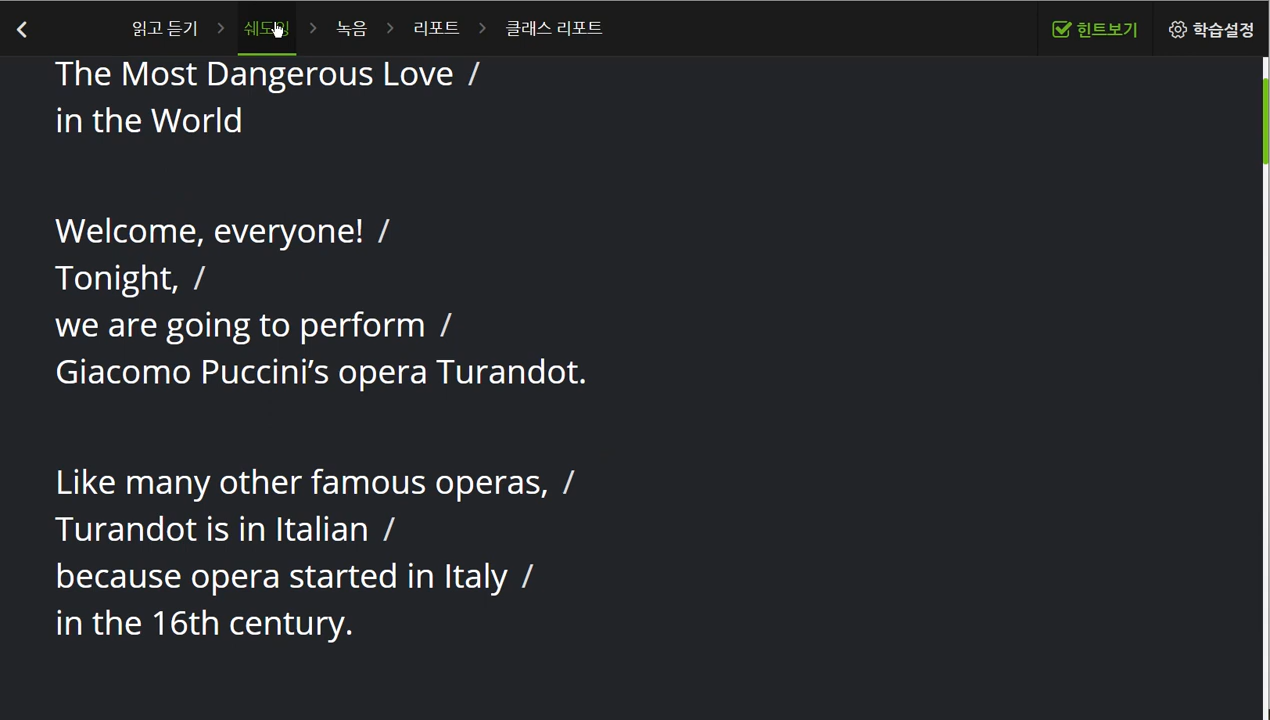 읽고 듣기 > 쉐도잉 > 녹음 > 리포트 > 클래스 리포트 힌트보기 학습설정
The Most Dangerous Love /
in the World
Welcome, everyone! /
Tonight, /
we are going to perform /
Giacomo Puccini’s opera Turandot.
Like many other famous operas, /
Turandot is in Italian /
because opera started in Italy /
in the 16th century.